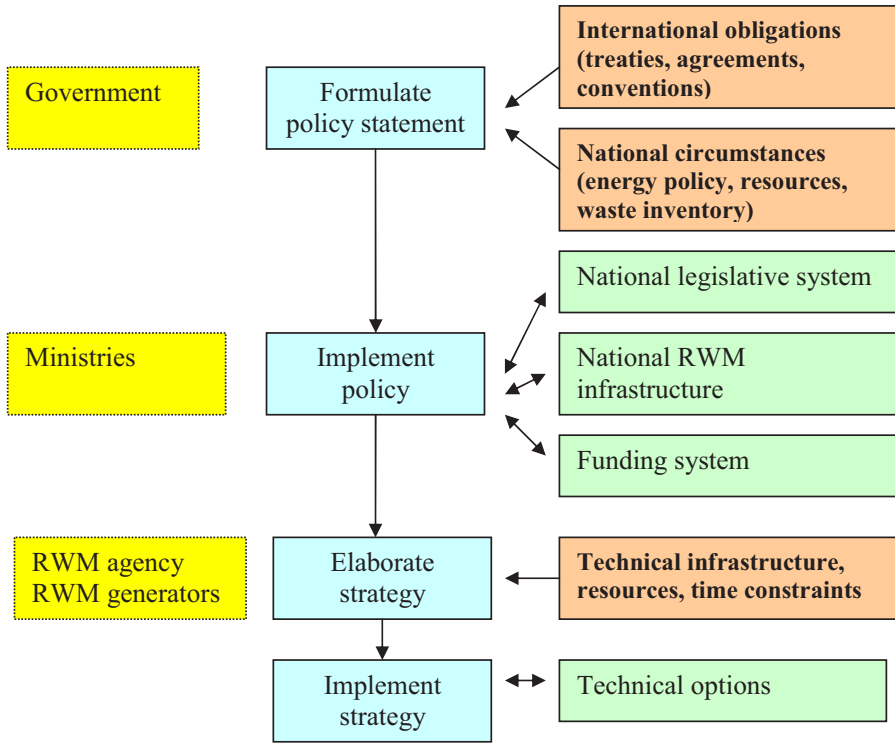 Government
Formulate
policy statement
International obligations
(treaties, agreements,
conventions)
National circumstances
(energy policy, resources,
waste inventory)
National legislative system
Ministries
Implement
policy
National RWM
infrastructure
Funding system
RWM agency
RWM generators
Elaborate
strategy
Technical infrastructure,
resources, time constraints
Implement
strategy
Technical options